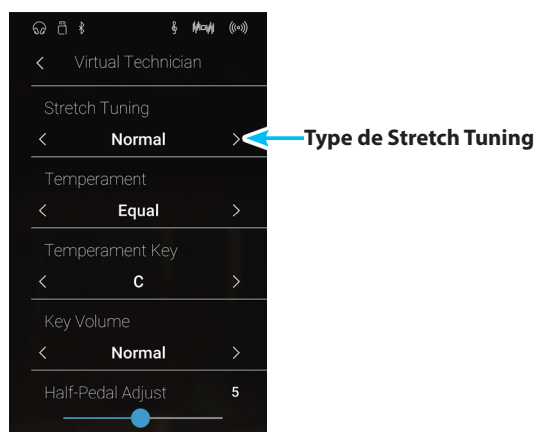 Virtual Technician
Stretch Tuning
Normal
Type de Stretch Tuning
Temperament
Equal
Temperament Key
C
Key Volume
Normal
Half-Pedal Adjust 5